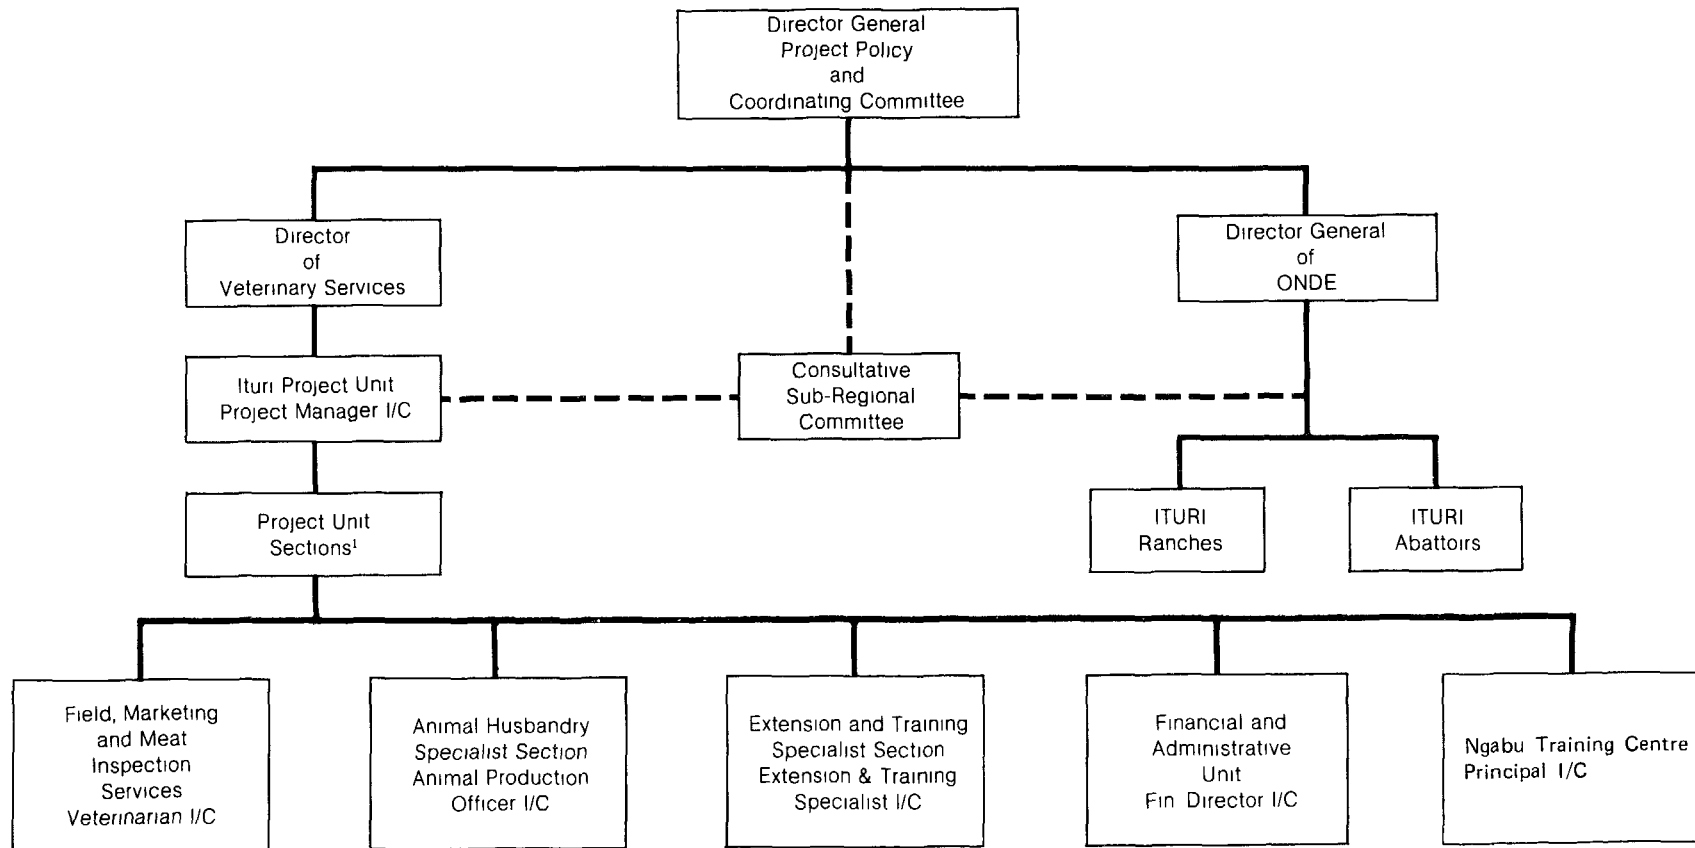 Director General
Project Policy
and
Coordinating Committee
Director
of
Veterinary Services
Director General
of
ONDE
Ituri Project Unit
Project Manager I/C
Consultative
Sub-Regional
Committee
Project Unit
Sections¹
ITURI
Ranches
ITURI
Abattoirs
Field, Marketing
and Meat
Inspection
Services
Veterinarian I/C
Animal Husbandry
Specialist Section
Animal Production
Officer I/C
Extension and Training
Specialist Section
Extension & Training
Specialist I/C
Financial and
Administrative
Unit
Fin Director I/C
Ngabu Training Centre
Principal I/C